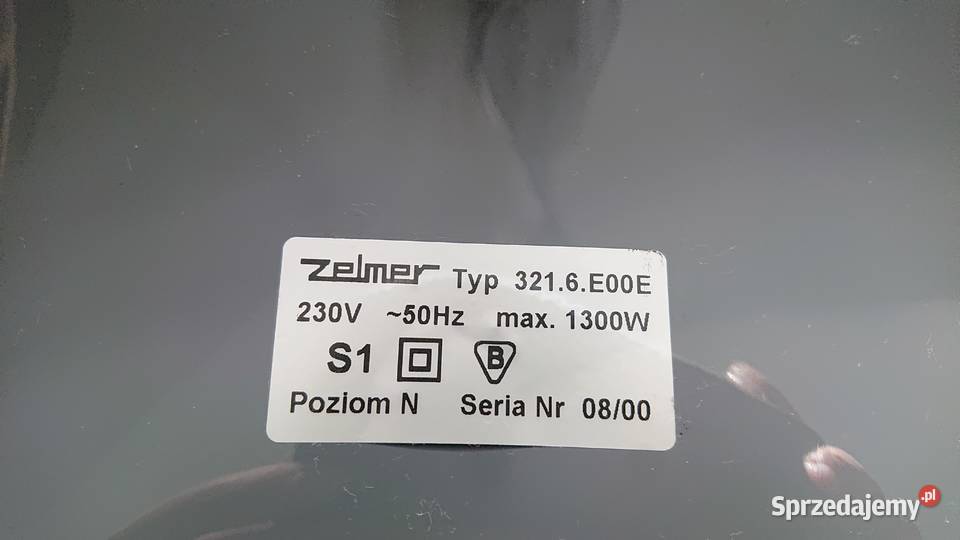 zelmer Typ 321.6.E00E
230V ~50Hz max. 1300W
S1 B
Poziom N Seria Nr 08/00
Sprzedajemy.pl